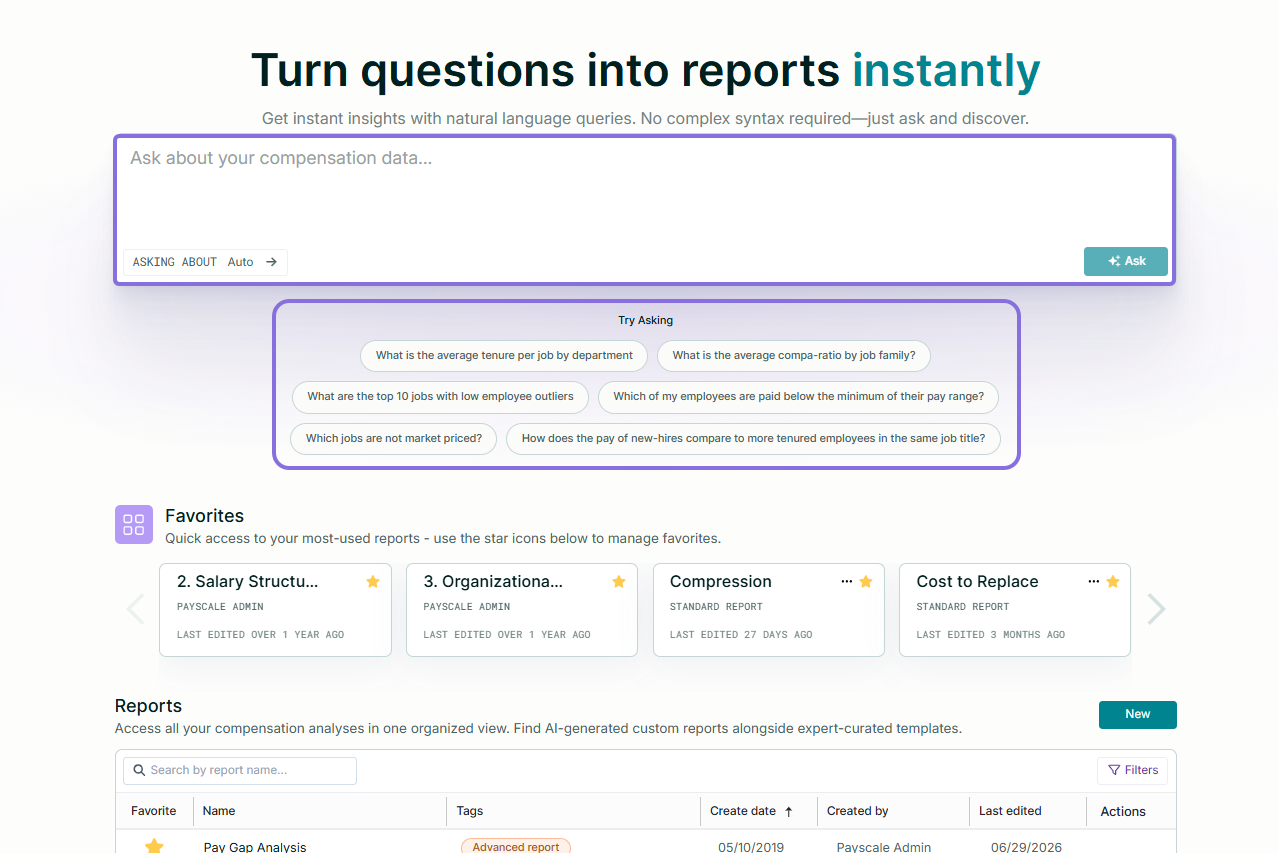 Turn questions into reports instantly
Get instant insights with natural language queries. No complex syntax required—just ask and discover.
Ask about your compensation data...
ASKING ABOUT Auto
Ask
Try Asking
What is the average tenure per job by department
What is the average compa-ratio by job family?
What are the top 10 jobs with low employee outliers
Which of my employees are paid below the minimum of their pay range?
Which jobs are not market priced?
How does the pay of new-hires compare to more tenured employees in the same job title?
Favorites
Quick access to your most-used reports - use the star icons below to manage favorites.
2. Salary Structu...
PAYSCALE ADMIN
LAST EDITED OVER 1 YEAR AGO
3. Organizationa...
PAYSCALE ADMIN
LAST EDITED OVER 1 YEAR AGO
Compression
STANDARD REPORT
LAST EDITED 27 DAYS AGO
Cost to Replace
STANDARD REPORT
LAST EDITED 3 MONTHS AGO
Reports
Access all your compensation analyses in one organized view. Find AI-generated custom reports alongside expert-curated templates.
New
Search by report name...
Filters
Favorite Name Tags Create date Created by Last edited Actions
Pay Gap Analysis Advanced report 05/10/2019 Payscale Admin 06/29/2026